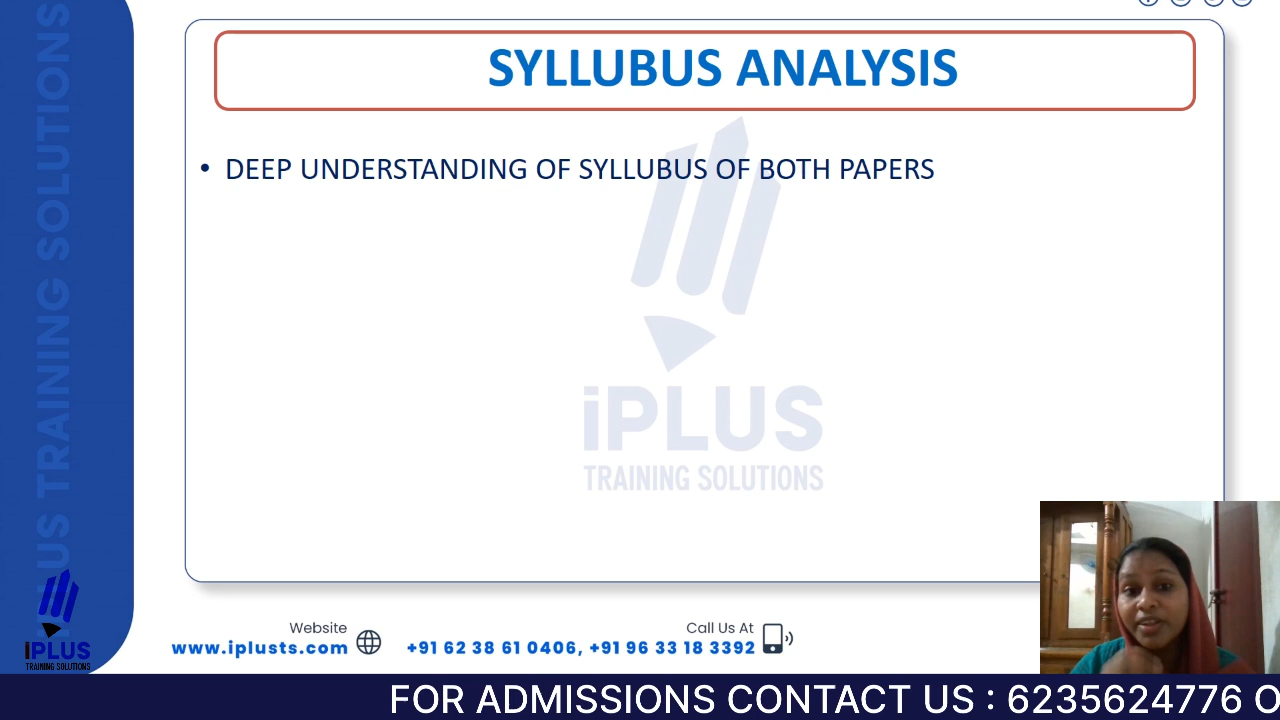 SYLLUBUS ANALYSIS
• DEEP UNDERSTANDING OF SYLLUBUS OF BOTH PAPERS
iPLUS
TRAINING SOLUTIONS
PLUS TRAINING SOLUTIONS
iPLUS
TRAINING SOLUTIONS
Website
www.iplusts.com
Call Us At
+91 62 38 61 0406, +91 96 33 18 3392
FOR ADMISSIONS CONTACT US : 6235624776 O